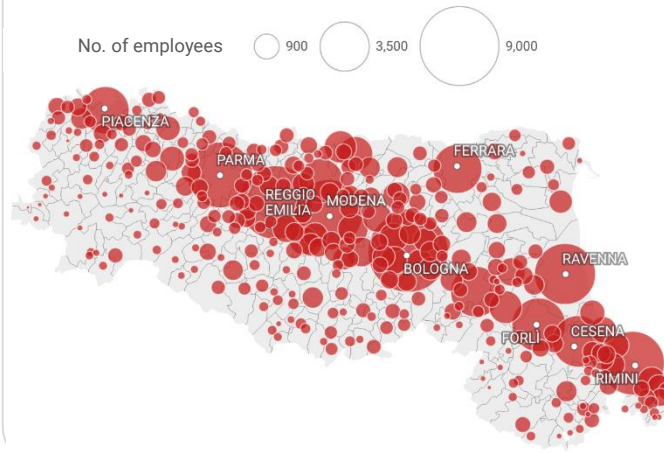 No. of employees
900
3,500
9,000
PIACENZA
PARMA
FERRARA
REGGIO
EMILIA
MODENA
BOLOGNA
RAVENNA
FORLÌ
CESENA
RIMINI